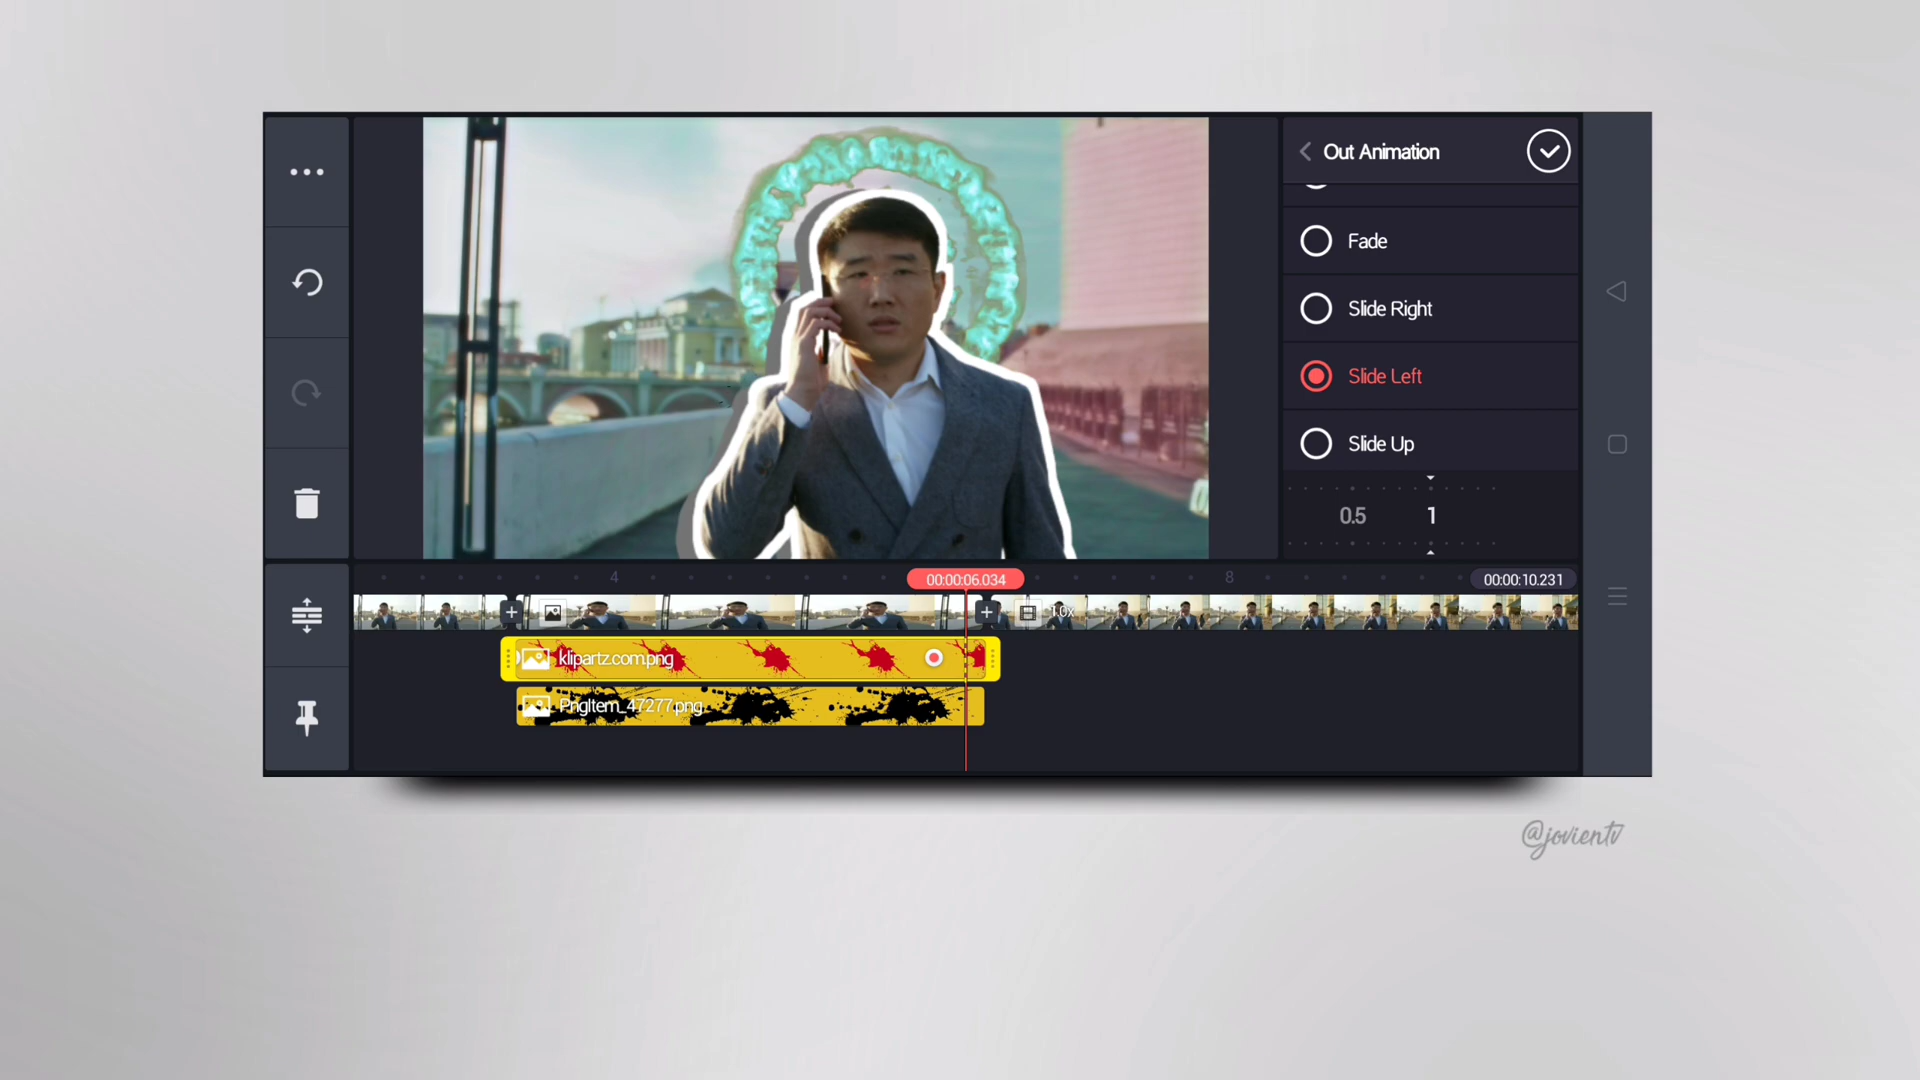 Out Animation
Fade
Slide Right
Slide Left
Slide Up
0.5 1
4
00:00:06.034
8
00:00:10.231
1.0x
klipartz.com.png
PngItem_47277.png
@jovientv